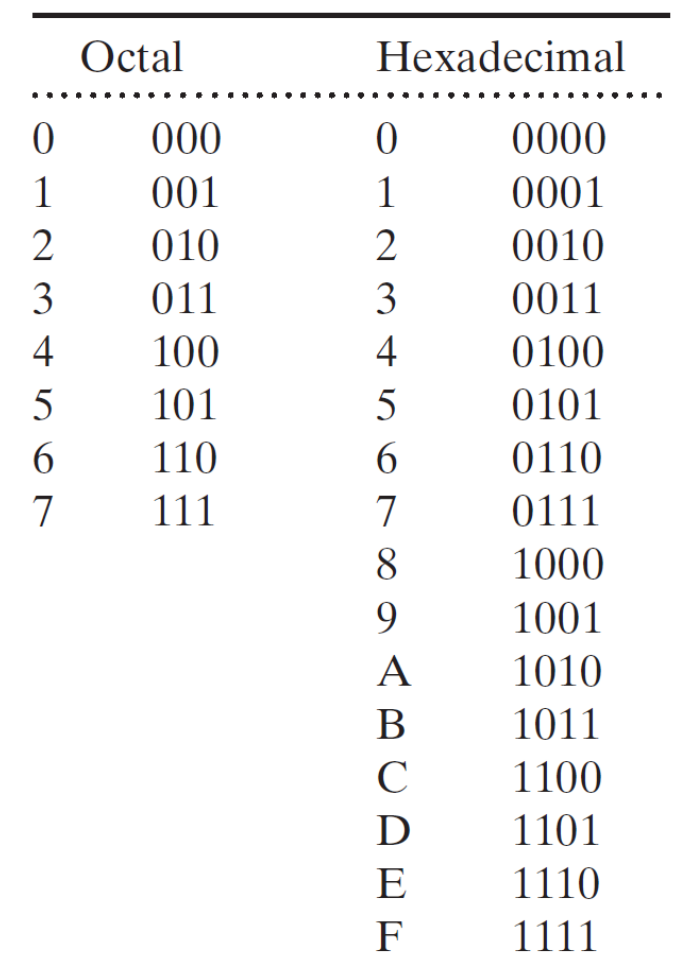 Octal Hexadecimal
0 000 0 0000
1 001 1 0001
2 010 2 0010
3 011 3 0011
4 100 4 0100
5 101 5 0101
6 110 6 0110
7 111 7 0111
8 1000
9 1001
A 1010
B 1011
C 1100
D 1101
E 1110
F 1111